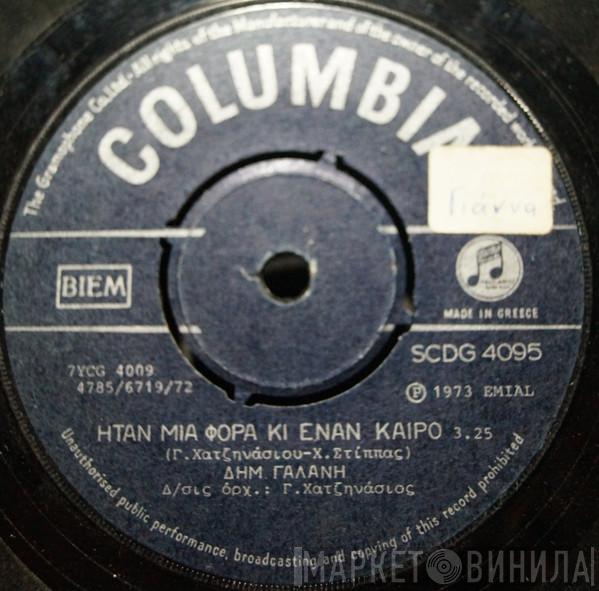 The Gramophone Co. Ltd. · All rights of the Manufacturer and of the owner of the recorded work
COLUMBIA
Γιάννα
BIEM
MADE IN GREECE
SCDG 4095
7YCG 4009
4785/6719/72
Ⓟ 1973 EMIAL
ΗΤΑΝ ΜΙΑ ΦΟΡΑ ΚΙ ΕΝΑΝ ΚΑΙΡΟ 3.25
(Γ.Χατζηνάσιου-Χ.Στίππας)
ΔΗΜ. ΓΑΛΑΝΗ
Δ/σις όρχ.: Γ.Χατζηνάσιος
Unauthorised public performance, broadcasting and copying of this record prohibited
МАРКЕТ ВИНИЛА